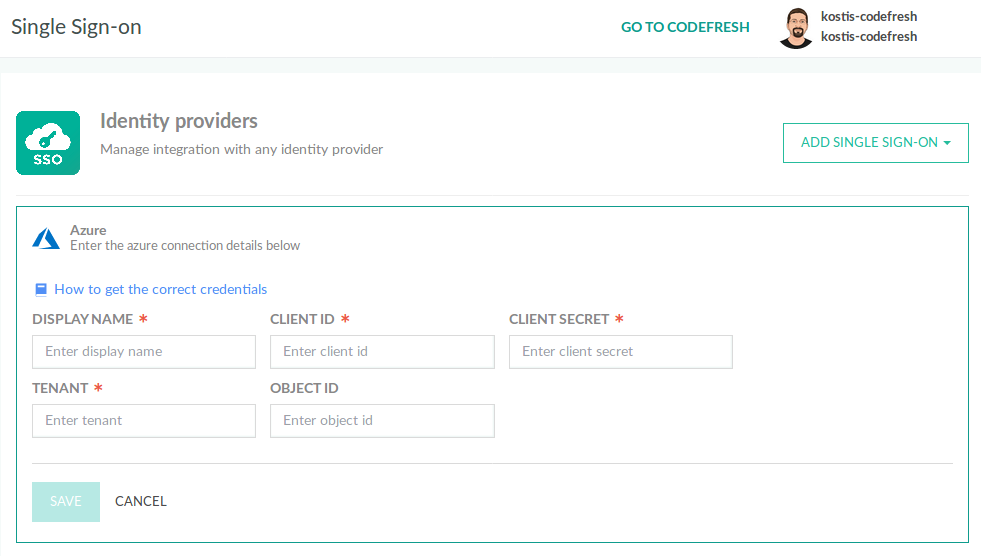 Single Sign-on
GO TO CODEFRESH
kostis-codefresh
kostis-codefresh
SSO
Identity providers
Manage integration with any identity provider
ADD SINGLE SIGN-ON
Azure
Enter the azure connection details below
How to get the correct credentials
DISPLAY NAME * CLIENT ID * CLIENT SECRET *
Enter display name Enter client id Enter client secret
TENANT * OBJECT ID
Enter tenant Enter object id
SAVE CANCEL